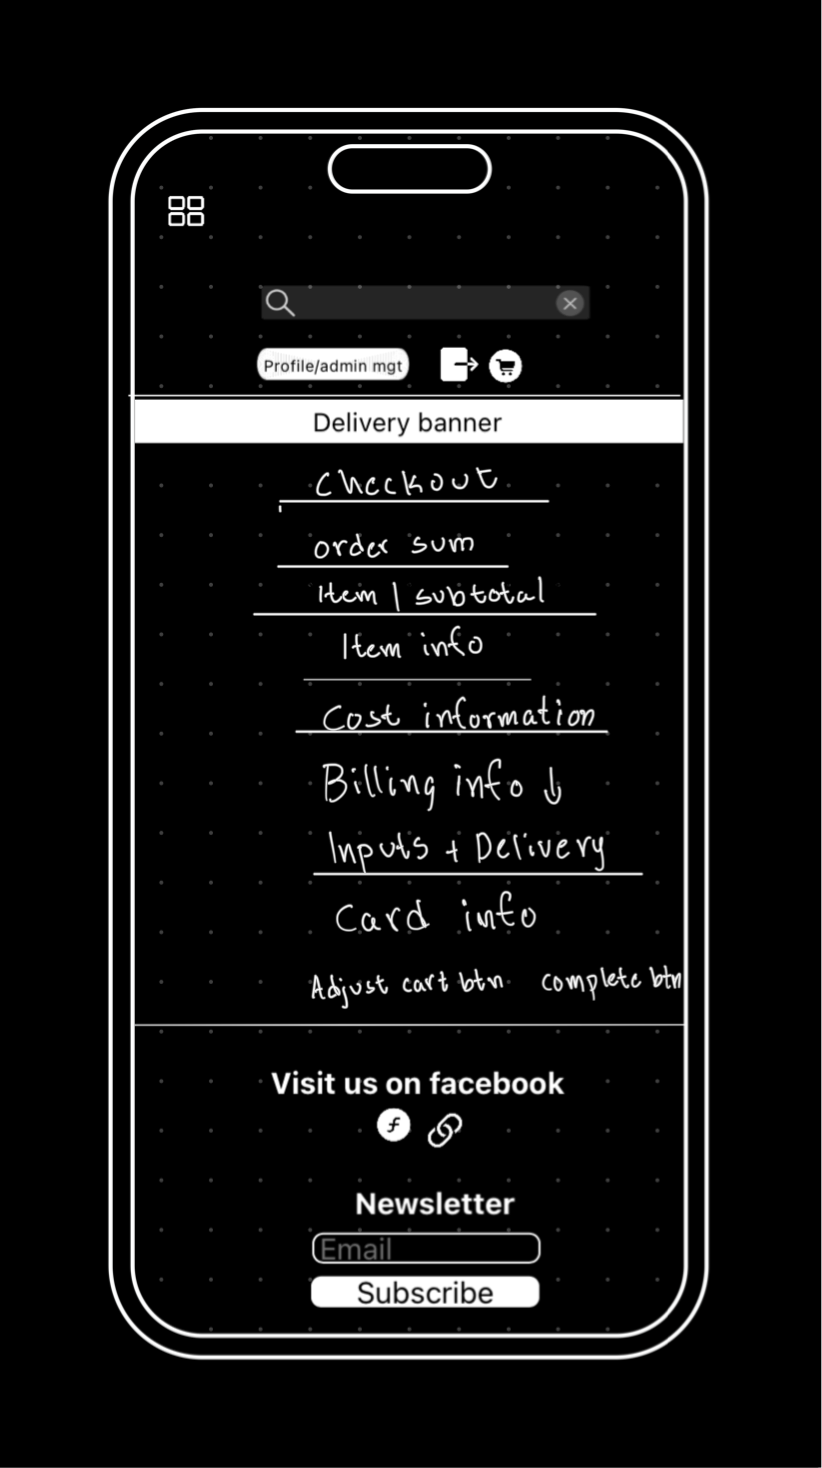 Profile/admin mgt
Delivery banner
Checkout
order sum
Item | subtotal
Item info
Cost information
Billing info ↓
Inputs + Delivery
Card info
Adjust cart btn complete btn
Visit us on facebook
f
Newsletter
Email
Subscribe